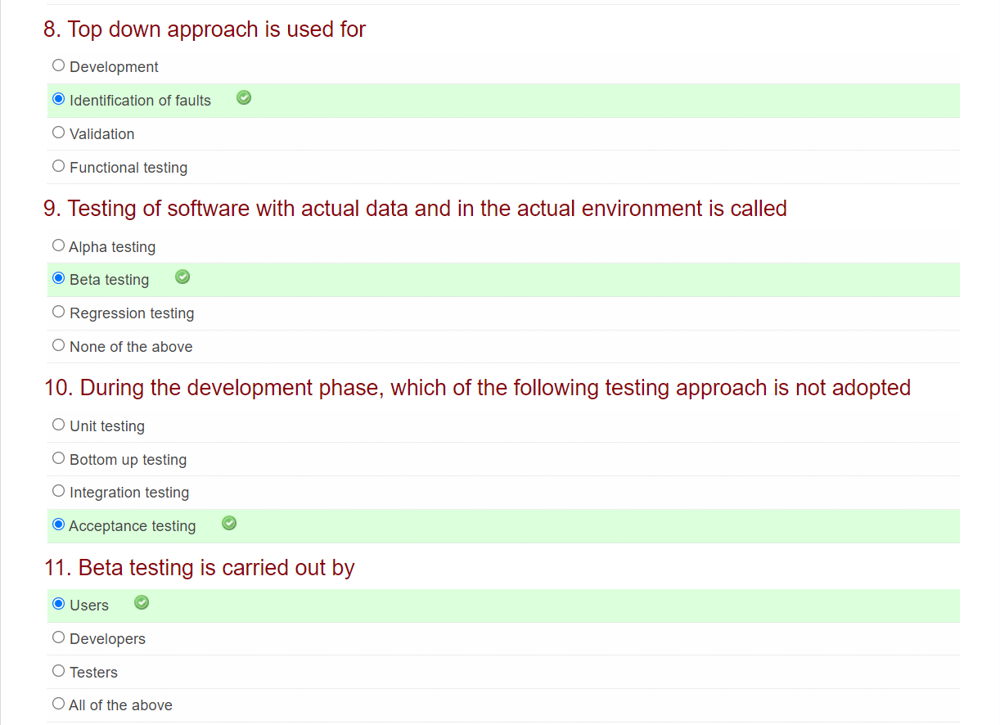 8. Top down approach is used for
Development
Identification of faults
Validation
Functional testing
9. Testing of software with actual data and in the actual environment is called
Alpha testing
Beta testing
Regression testing
None of the above
10. During the development phase, which of the following testing approach is not adopted
Unit testing
Bottom up testing
Integration testing
Acceptance testing
11. Beta testing is carried out by
Users
Developers
Testers
All of the above